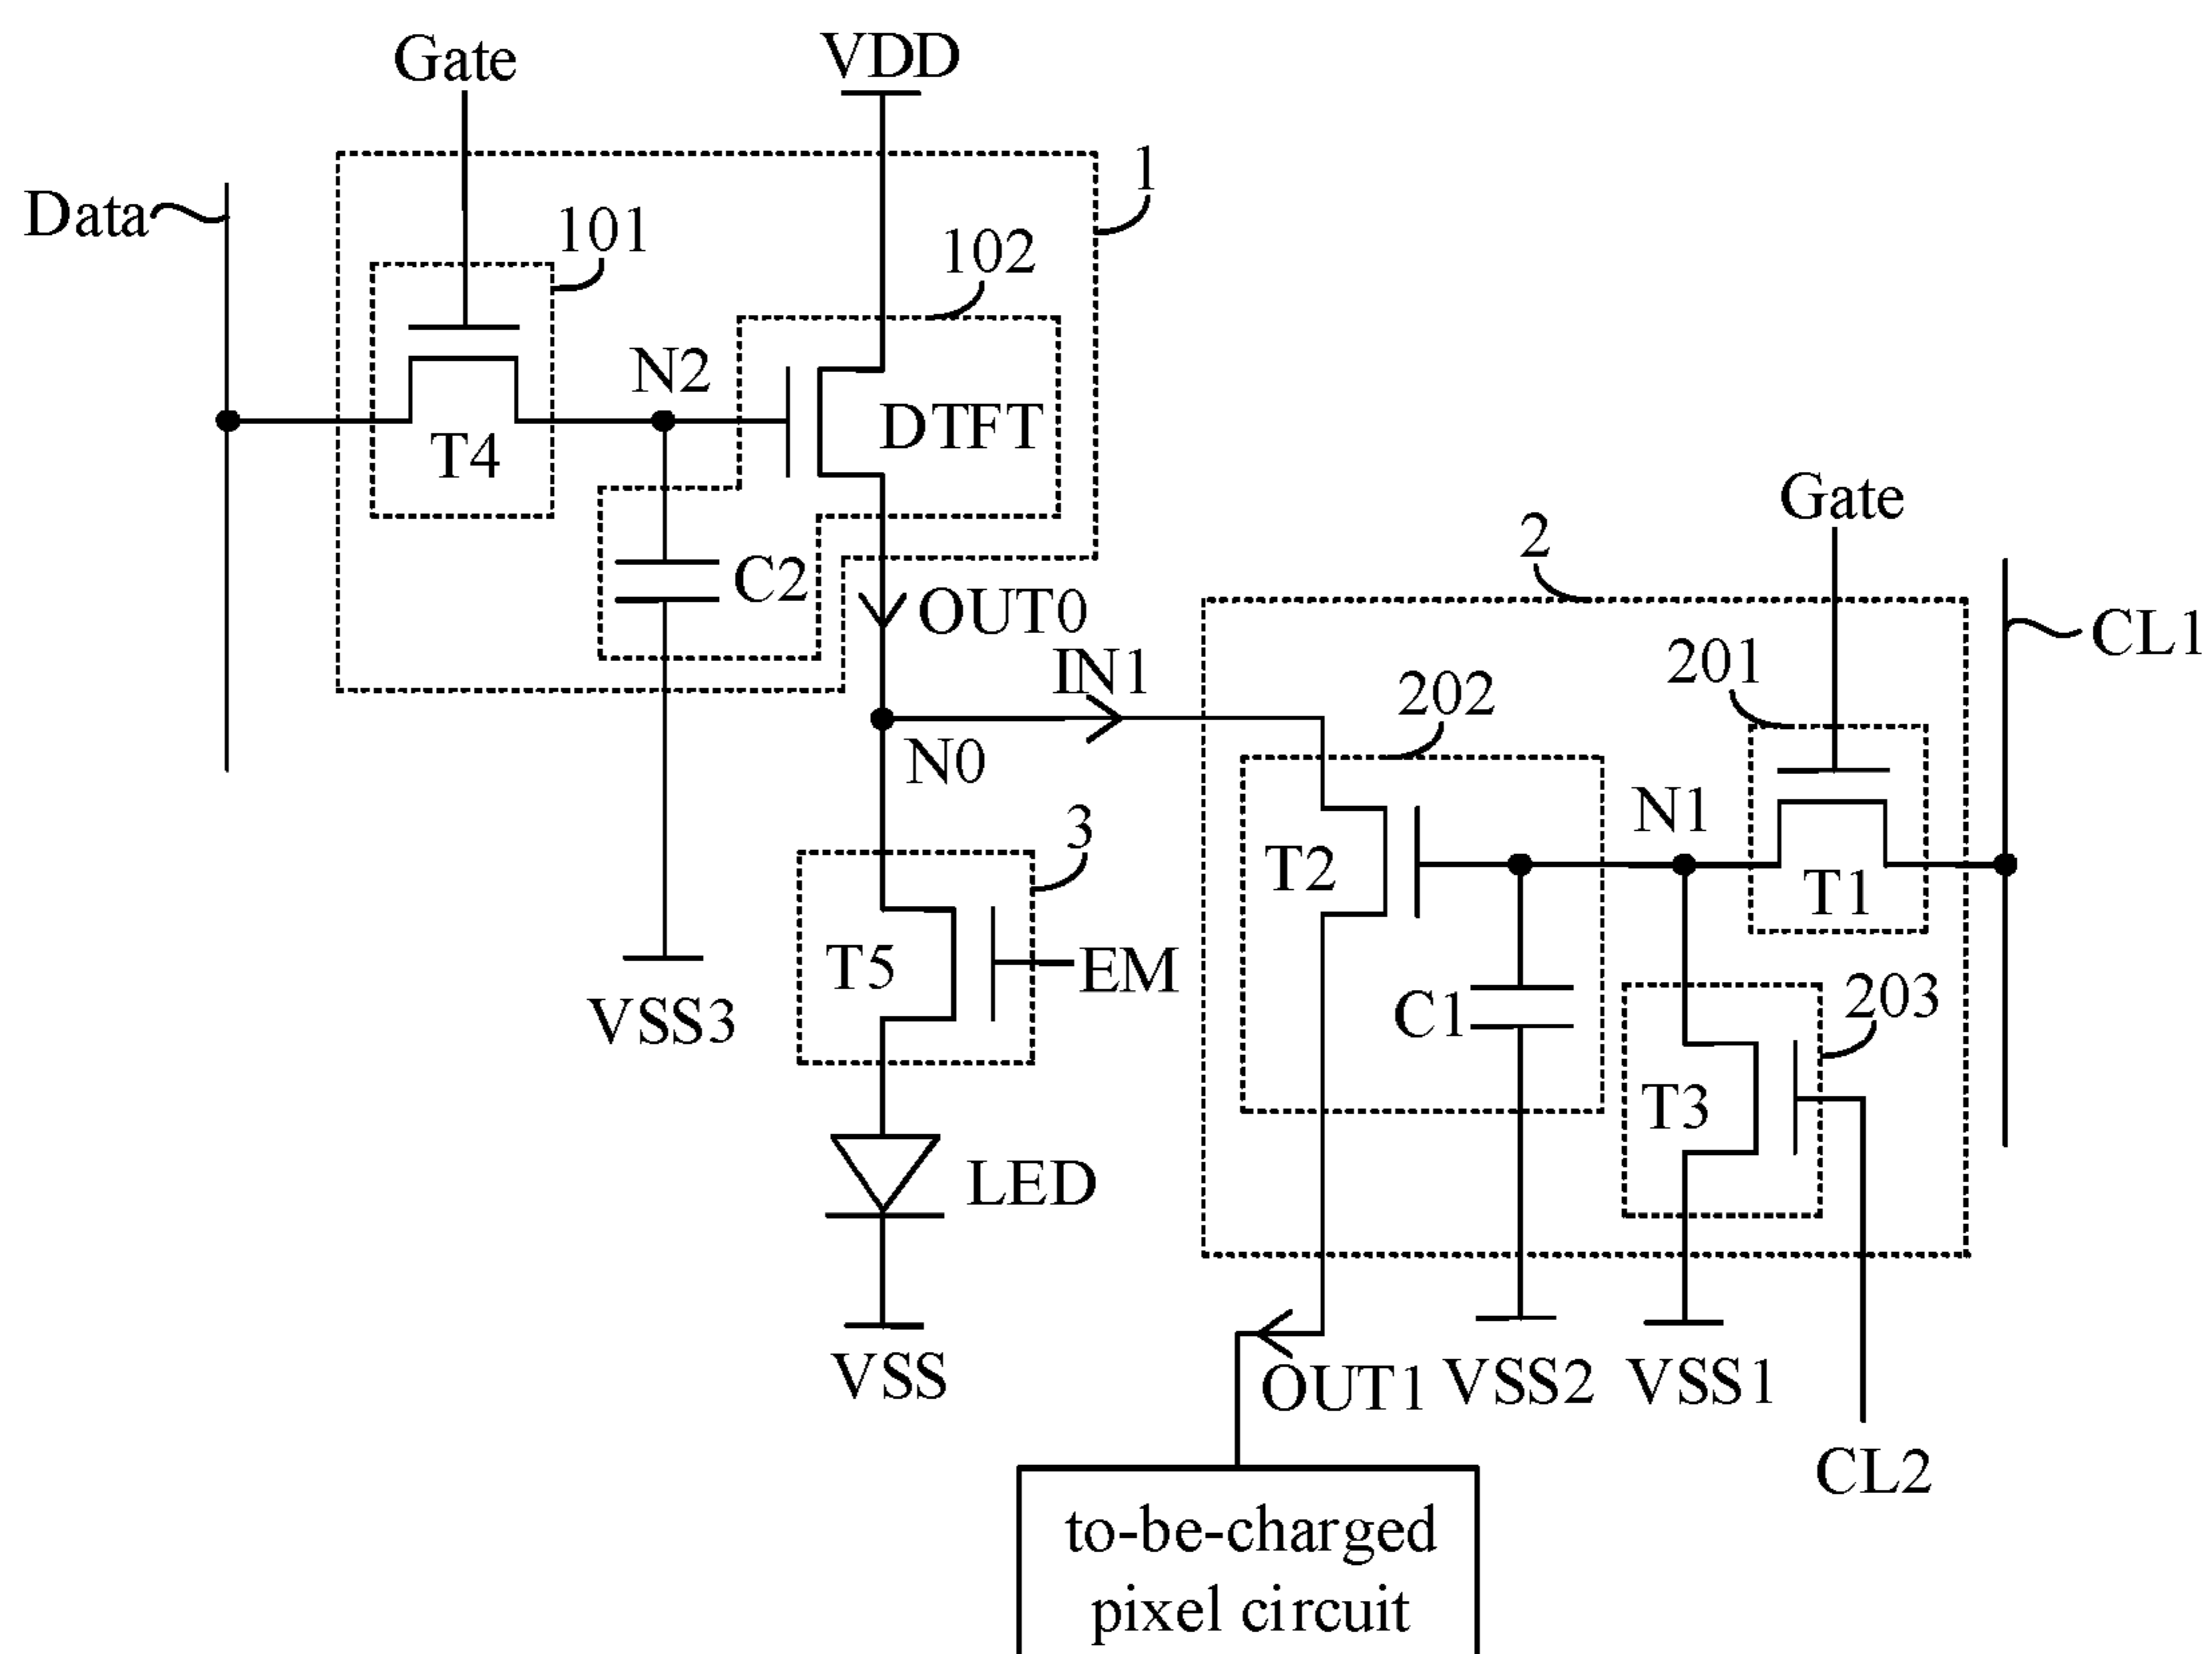 Gate
VDD
Data
1
101
102
N2
DTFT
T4
Gate
C2
2
OUT0
CL1
IN1
201
202
N0
N1
3
T2
T1
T5
EM
C1
203
VSS3
T3
LED
VSS
OUT1
VSS2
VSS1
CL2
to-be-charged
pixel circuit